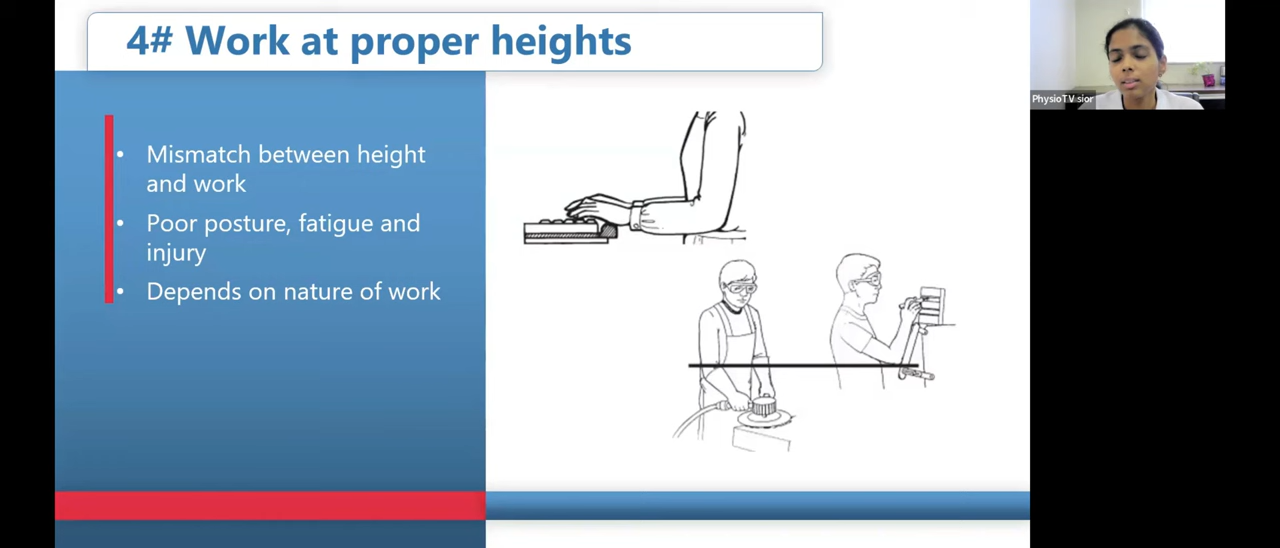 4# Work at proper heights
• Mismatch between height
and work
• Poor posture, fatigue and
injury
• Depends on nature of work
PhysioTV sior